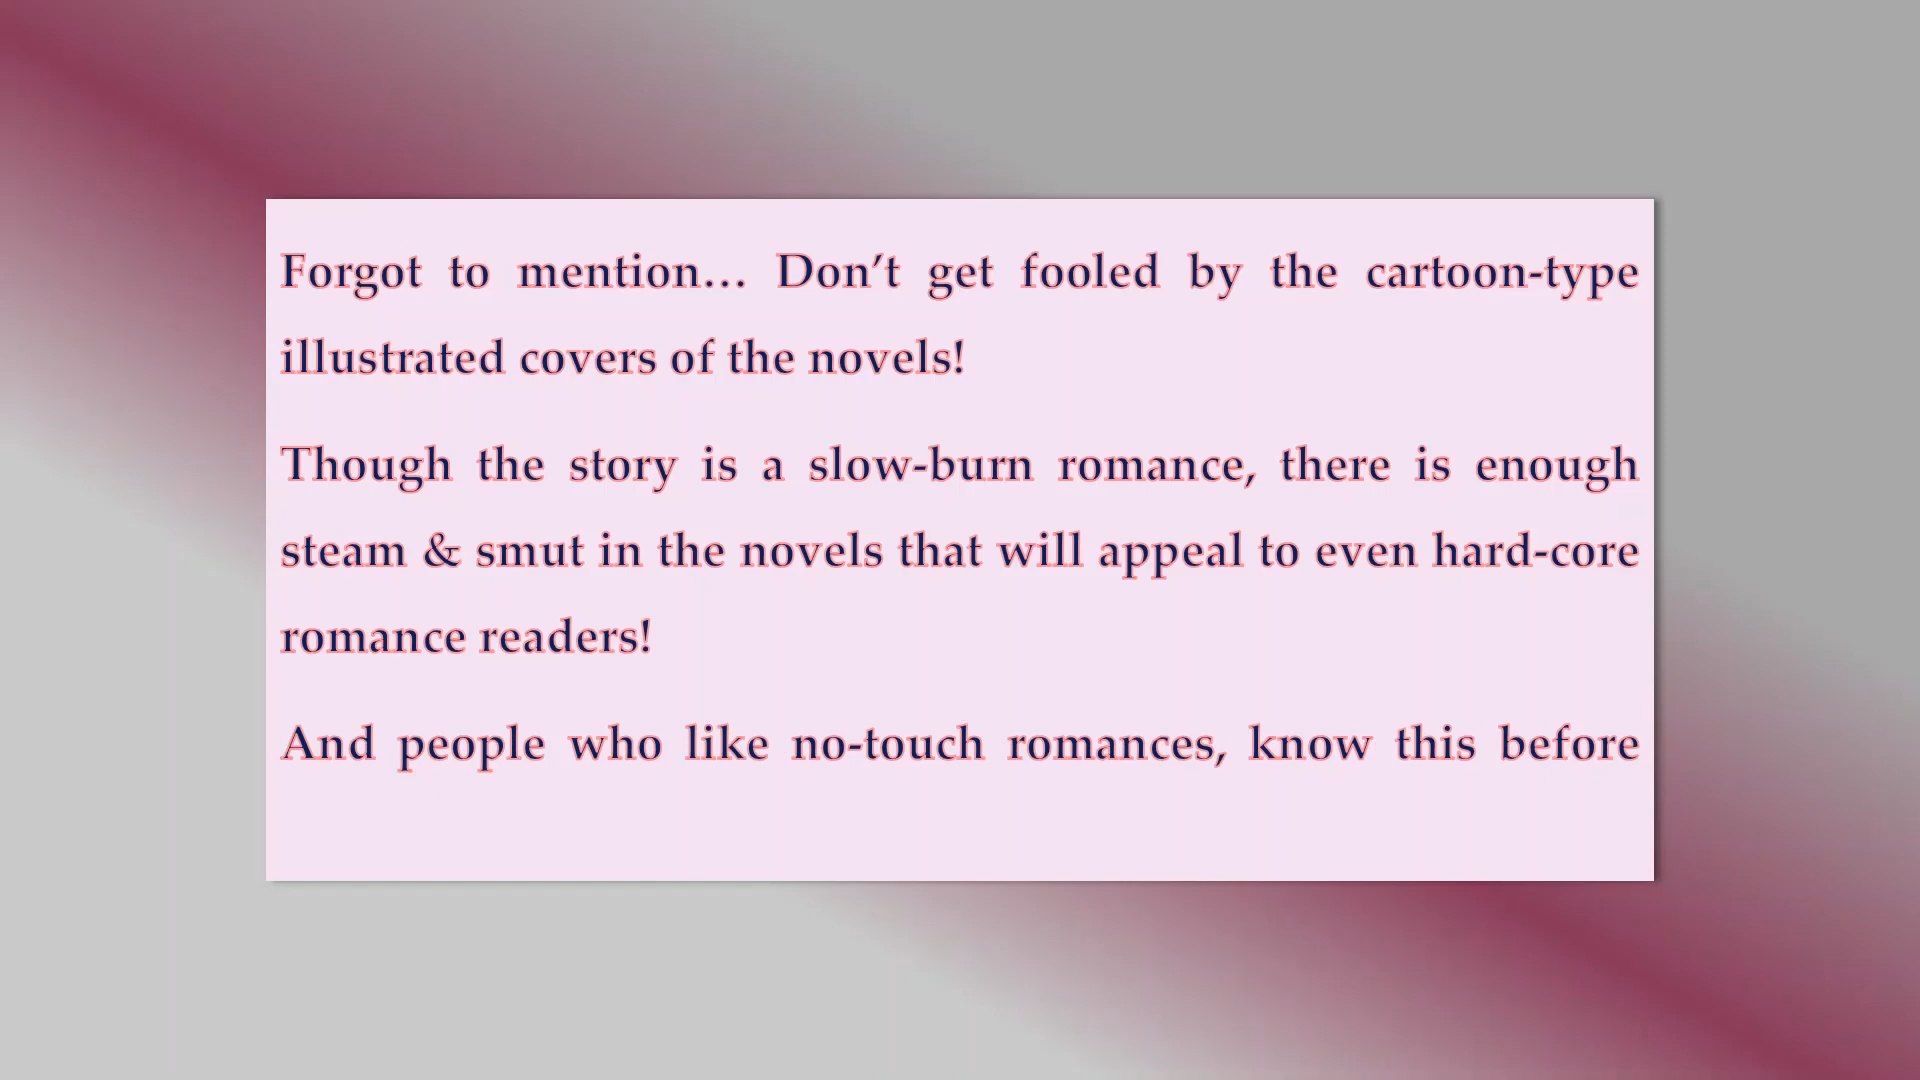 Forgot to mention… Don’t get fooled by the cartoon-type
illustrated covers of the novels!
Though the story is a slow-burn romance, there is enough
steam & smut in the novels that will appeal to even hard-core
romance readers!
And people who like no-touch romances, know this before